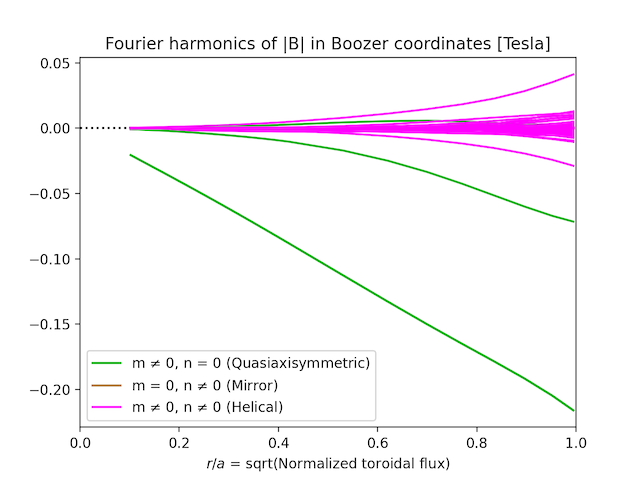 Fourier harmonics of |B| in Boozer coordinates [Tesla]
0.05
0.00
−0.05
−0.10
−0.15
−0.20
m ≠ 0, n = 0 (Quasiaxisymmetric)
m = 0, n ≠ 0 (Mirror)
m ≠ 0, n ≠ 0 (Helical)
0.0 0.2 0.4 0.6 0.8 1.0
r/a = sqrt(Normalized toroidal flux)